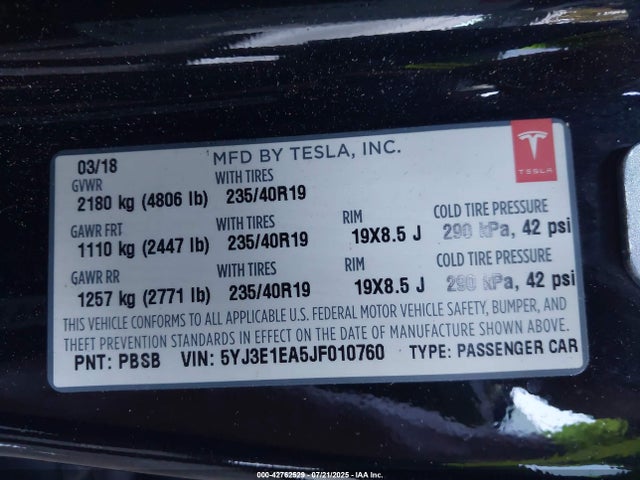 03/18 MFD BY TESLA, INC.
TESLA
GVWR WITH TIRES
2180 kg (4806 lb) 235/40R19
GAWR FRT WITH TIRES RIM COLD TIRE PRESSURE
1110 kg (2447 lb) 235/40R19 19X8.5 J 290 kPa, 42 psi
GAWR RR WITH TIRES RIM COLD TIRE PRESSURE
1257 kg (2771 lb) 235/40R19 19X8.5 J 290 kPa, 42 psi
THIS VEHICLE CONFORMS TO ALL APPLICABLE U.S. FEDERAL MOTOR VEHICLE SAFETY, BUMPER, AND
THEFT PREVENTION STANDARDS IN EFFECT ON THE DATE OF MANUFACTURE SHOWN ABOVE.
PNT: PBSB VIN: 5YJ3E1EA5JF010760 TYPE: PASSENGER CAR
000-42762529 - 07/21/2025 - IAA Inc.